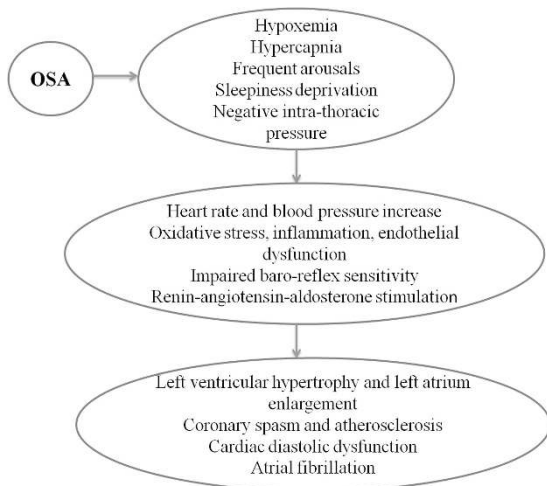 OSA
Hypoxemia
Hypercapnia
Frequent arousals
Sleepiness deprivation
Negative intra-thoracic
pressure
Heart rate and blood pressure increase
Oxidative stress, inflammation, endothelial
dysfunction
Impaired baro-reflex sensitivity
Renin-angiotensin-aldosterone stimulation
Left ventricular hypertrophy and left atrium
enlargement
Coronary spasm and atherosclerosis
Cardiac diastolic dysfunction
Atrial fibrillation